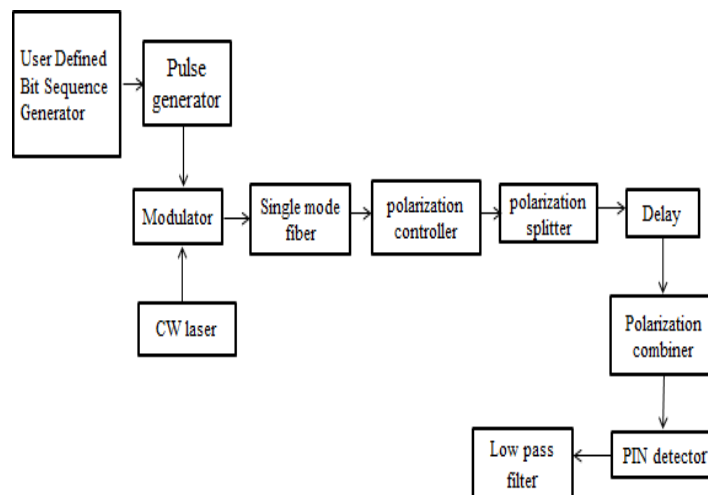 User Defined
Bit Sequence
Generator
Pulse
generator
Modulator
Single mode
fiber
polarization
controller
polarization
splitter
Delay
CW laser
Polarization
combiner
PIN detector
Low pass
filter